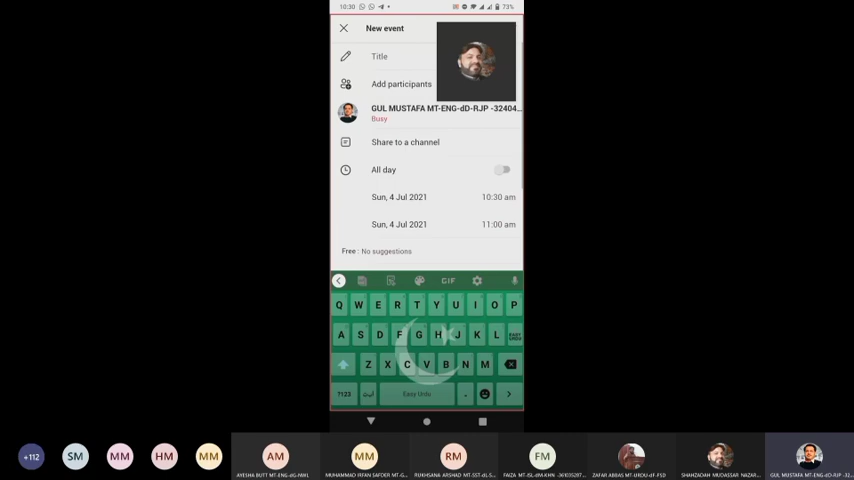 10:30
73%
New event
Title
Add participants
GUL MUSTAFA MT-ENG-dD-RJP -32404...
Busy
Share to a channel
All day
Sun, 4 Jul 2021 10:30 am
Sun, 4 Jul 2021 11:00 am
Free : No suggestions
GIF
Q W E R T Y U I O P
A S D F G H J K L
Z X C V B N M
?123 Easy Urdu .
+112 SM MM HM MM AM MM RM FM
AYESHA BUTT MT-ENG-dG-NWL
MUHAMMAD IRFAN SAFDER MT-G...
RUKHSANA ARSHAD MT-SST-dL-S...
FAIZA MT-ISL-dM-KHN
ZAFAR ABBAS MT-URDU-dF-FSD
SHAHZADAH MUDASSAR NAZAR...
GUL MUSTAFA MT-ENG-dD-RJP -32...